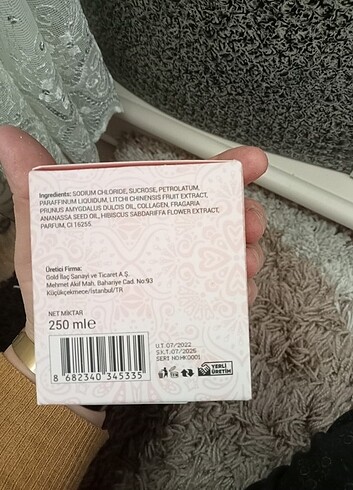 Ingredients: SODIUM CHLORIDE, SUCROSE, PETROLATUM,
PARAFFINUM LIQUIDUM, LITCHI CHINENSIS FRUIT EXTRACT,
PRUNUS AMYGDALUS DULCIS OIL, COLLAGEN, FRAGARIA
ANANASSA SEED OIL, HIBISCUS SABDARIFFA FLOWER EXTRACT,
PARFUM, CI 16255.
Üretici Firma:
Gold İlaç Sanayi ve Ticaret A.Ş.
Mehmet Akif Mah. Bahariye Cad. No:93
Küçükçekmece/İstanbul/TR
NET MİKTAR
250 ml℮
U.T. 07/2022
S.K.T.:07/2025
SERİ NO:HK0001
YERLİ
ÜRETİM
8 682340 345335